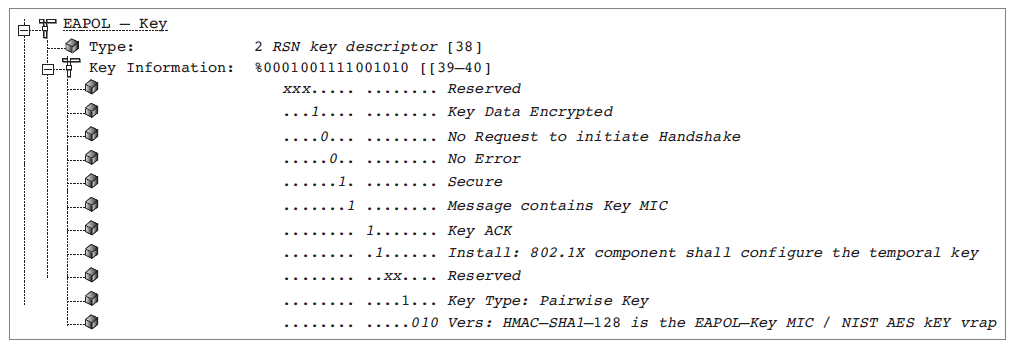 EAPOL – Key
Type: 2 RSN key descriptor [38]
Key Information: %0001001111001010 [[39–40]
xxx..... ........ Reserved
...1.... ........ Key Data Encrypted
....0... ........ No Request to initiate Handshake
.....0.. ........ No Error
......1. ........ Secure
.......1 ........ Message contains Key MIC
........ 1....... Key ACK
........ .1...... Install: 802.1X component shall configure the temporal key
........ ..xx.... Reserved
........ ....1... Key Type: Pairwise Key
........ .....010 Vers: HMAC–SHA1–128 is the EAPOL–Key MIC / NIST AES kEY vrap